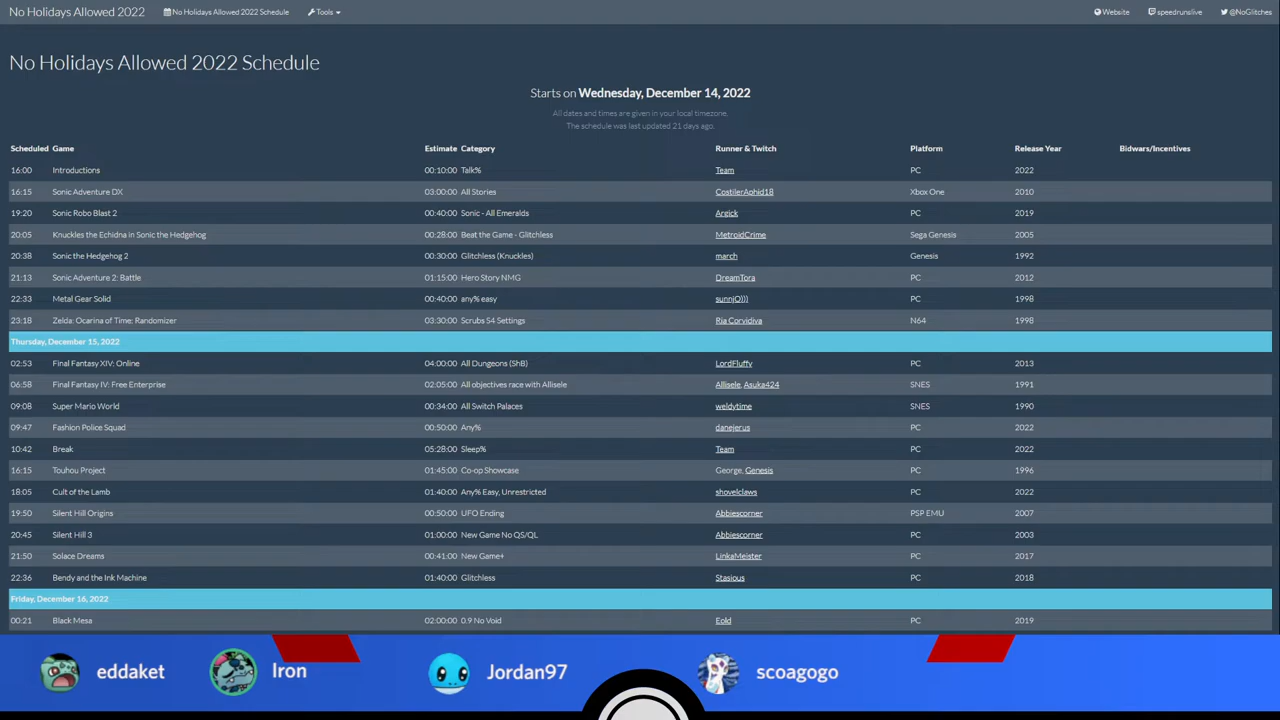 No Holidays Allowed 2022 No Holidays Allowed 2022 Schedule Tools Website speedrunslive @NoGlitches
No Holidays Allowed 2022 Schedule
Starts on Wednesday, December 14, 2022
All dates and times are given in your local timezone.
The schedule was last updated 21 days ago.
Scheduled Game Estimate Category Runner & Twitch Platform Release Year Bidwars/Incentives
16:00 Introductions 00:10:00 Talk% Team PC 2022
16:15 Sonic Adventure DX 03:00:00 All Stories CostilerAphid18 Xbox One 2010
19:20 Sonic Robo Blast 2 00:40:00 Sonic - All Emeralds Argick PC 2019
20:05 Knuckles the Echidna in Sonic the Hedgehog 00:28:00 Beat the Game - Glitchless MetroidCrime Sega Genesis 2005
20:38 Sonic the Hedgehog 2 00:30:00 Glitchless (Knuckles) march Genesis 1992
21:13 Sonic Adventure 2: Battle 01:15:00 Hero Story NMG DreamTora PC 2012
22:33 Metal Gear Solid 00:40:00 any% easy sunnjO))) PC 1998
23:18 Zelda: Ocarina of Time: Randomizer 03:30:00 Scrubs S4 Settings Ria Corvidiva N64 1998
Thursday, December 15, 2022
02:53 Final Fantasy XIV: Online 04:00:00 All Dungeons (ShB) LordFluffy PC 2013
06:58 Final Fantasy IV: Free Enterprise 02:05:00 All objectives race with Allisele Allisele, Asuka424 SNES 1991
09:08 Super Mario World 00:34:00 All Switch Palaces weldytime SNES 1990
09:47 Fashion Police Squad 00:50:00 Any% danejerus PC 2022
10:42 Break 05:28:00 Sleep% Team PC 2022
16:15 Touhou Project 01:45:00 Co-op Showcase George, Genesis PC 1996
18:05 Cult of the Lamb 01:40:00 Any% Easy, Unrestricted shovelclaws PC 2022
19:50 Silent Hill Origins 00:50:00 UFO Ending Abbiescorner PSP EMU 2007
20:45 Silent Hill 3 01:00:00 New Game No QS/QL Abbiescorner PC 2003
21:50 Solace Dreams 00:41:00 New Game+ LinkaMeister PC 2017
22:36 Bendy and the Ink Machine 01:40:00 Glitchless Stasious PC 2018
Friday, December 16, 2022
00:21 Black Mesa 02:00:00 0.9 No Void Eold PC 2019
eddaket Iron Jordan97 scoagogo